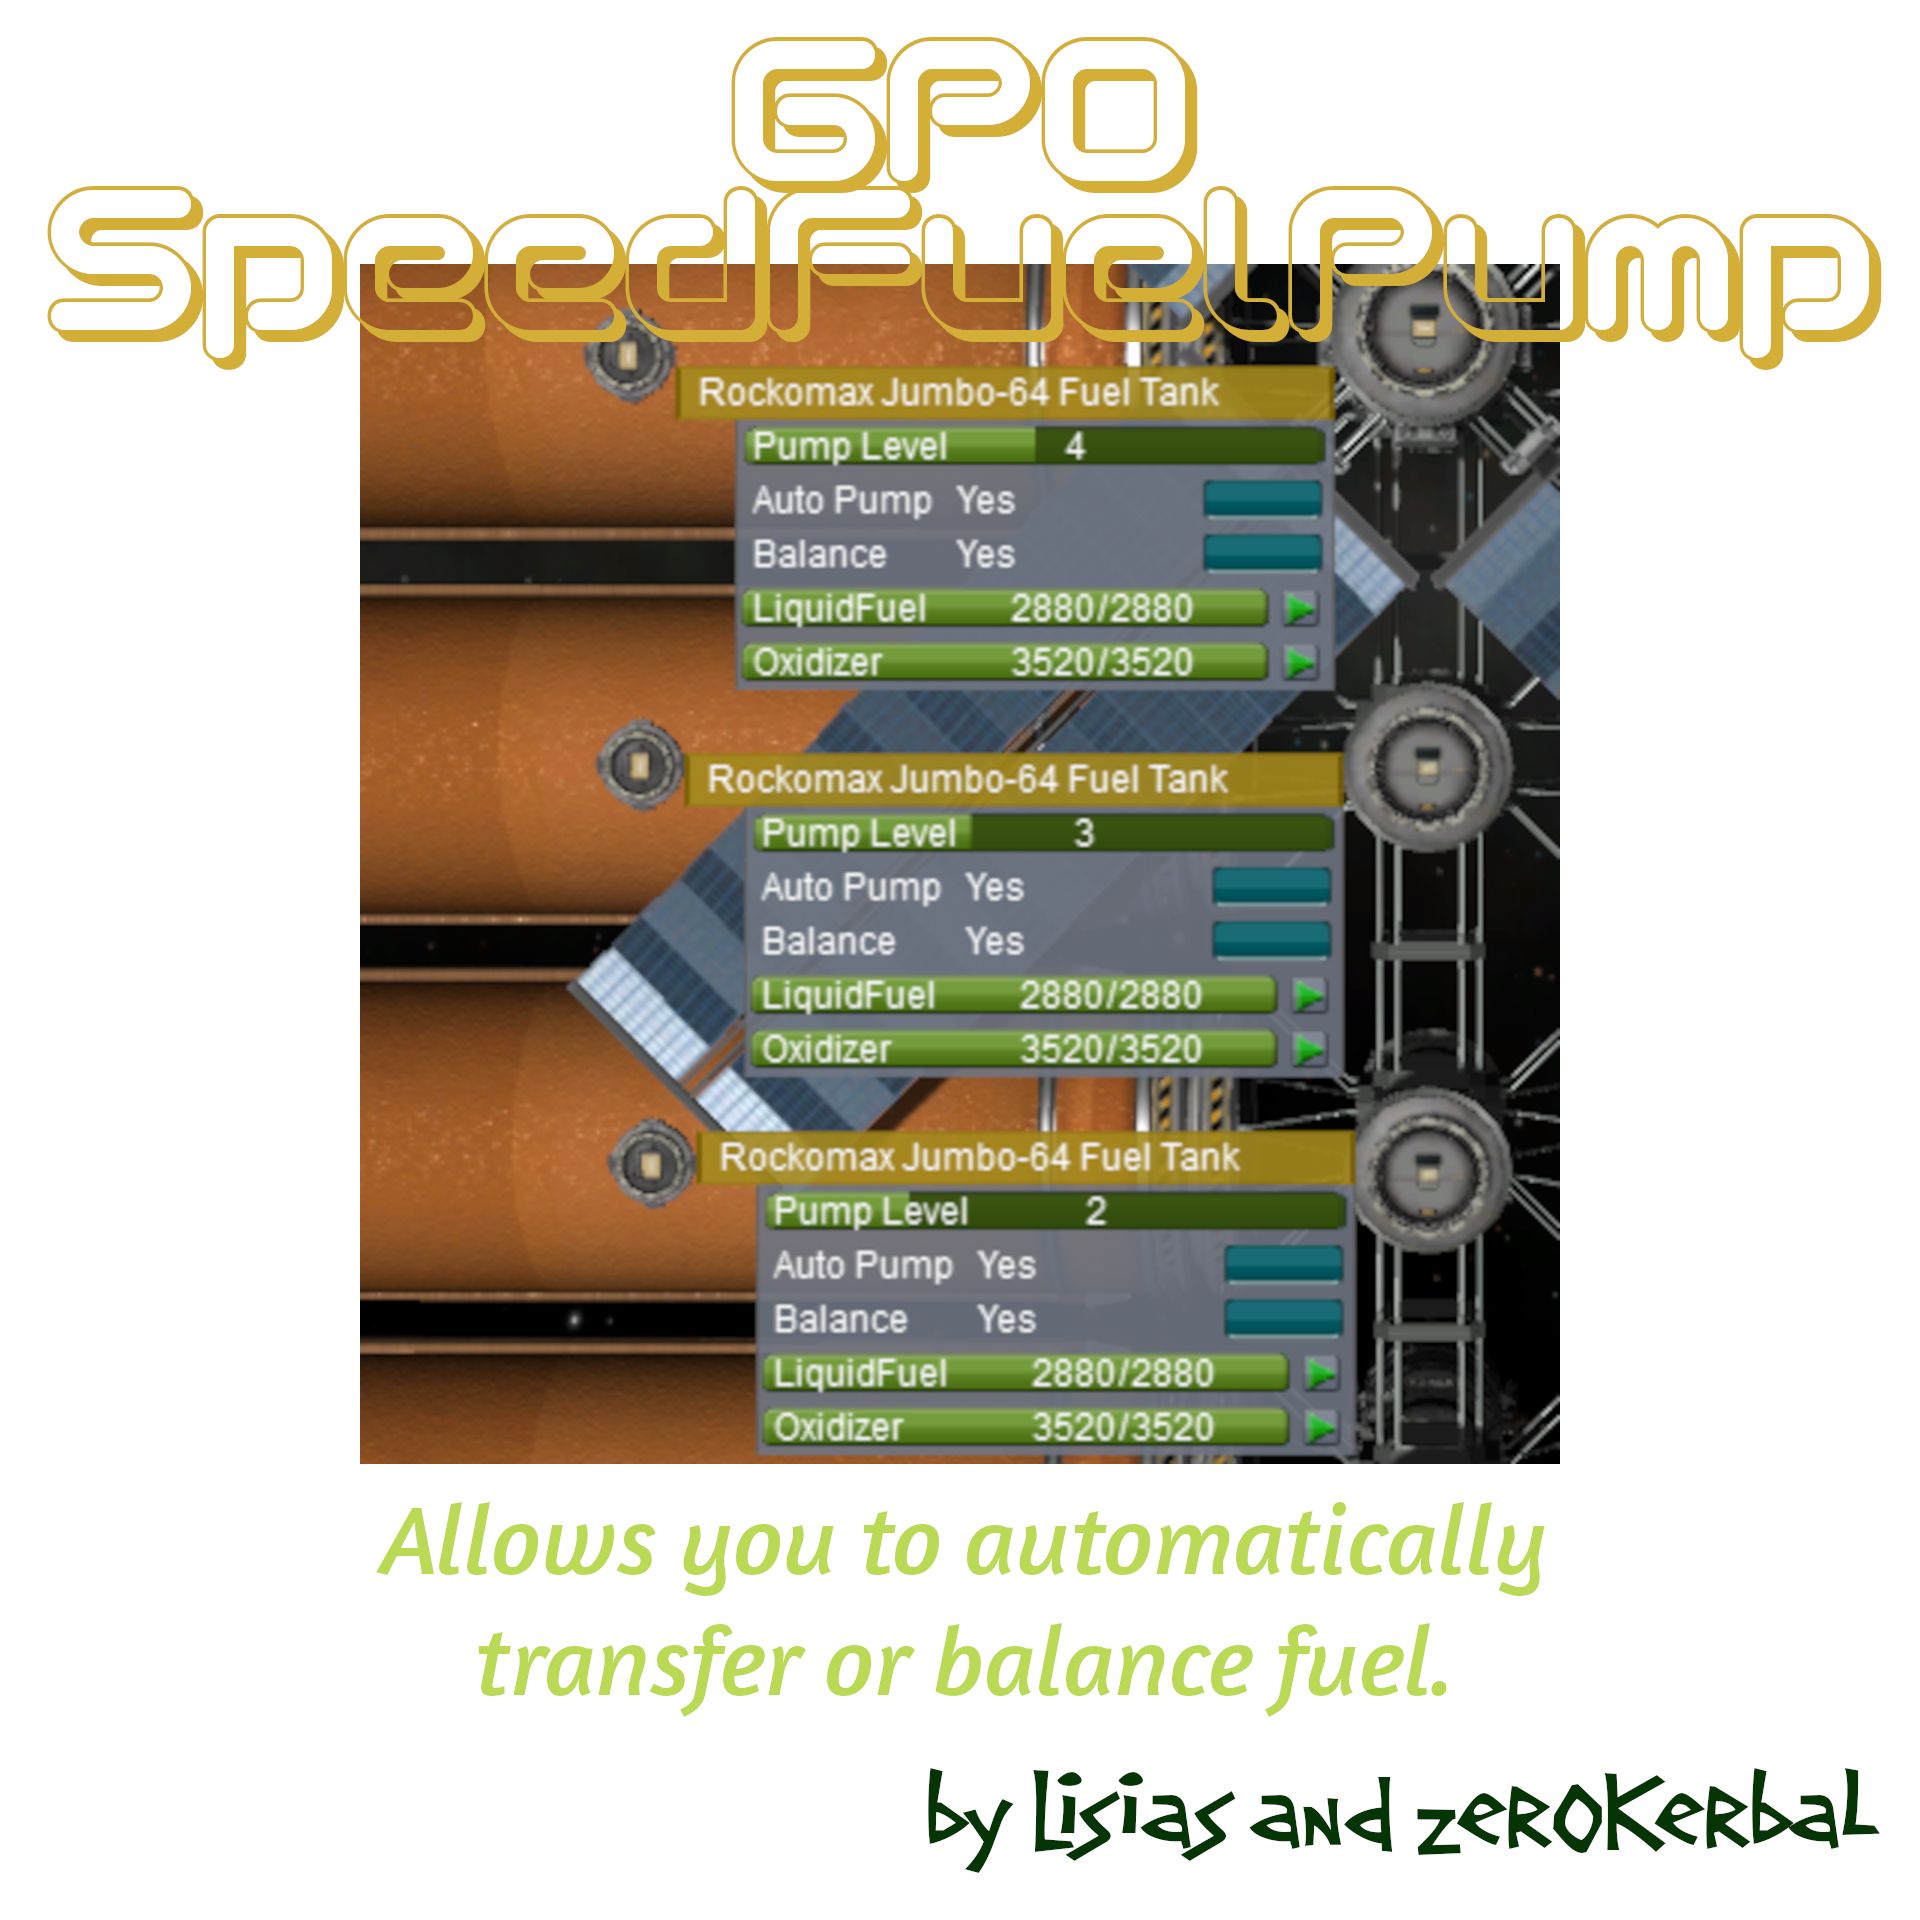 GPO
SpeedFuelPump
Rockomax Jumbo-64 Fuel Tank
Pump Level 4
Auto Pump Yes
Balance Yes
LiquidFuel 2880/2880
Oxidizer 3520/3520
Rockomax Jumbo-64 Fuel Tank
Pump Level 3
Auto Pump Yes
Balance Yes
LiquidFuel 2880/2880
Oxidizer 3520/3520
Rockomax Jumbo-64 Fuel Tank
Pump Level 2
Auto Pump Yes
Balance Yes
LiquidFuel 2880/2880
Oxidizer 3520/3520
Allows you to automatically
transfer or balance fuel.
by Lisias and zer0Kerbal